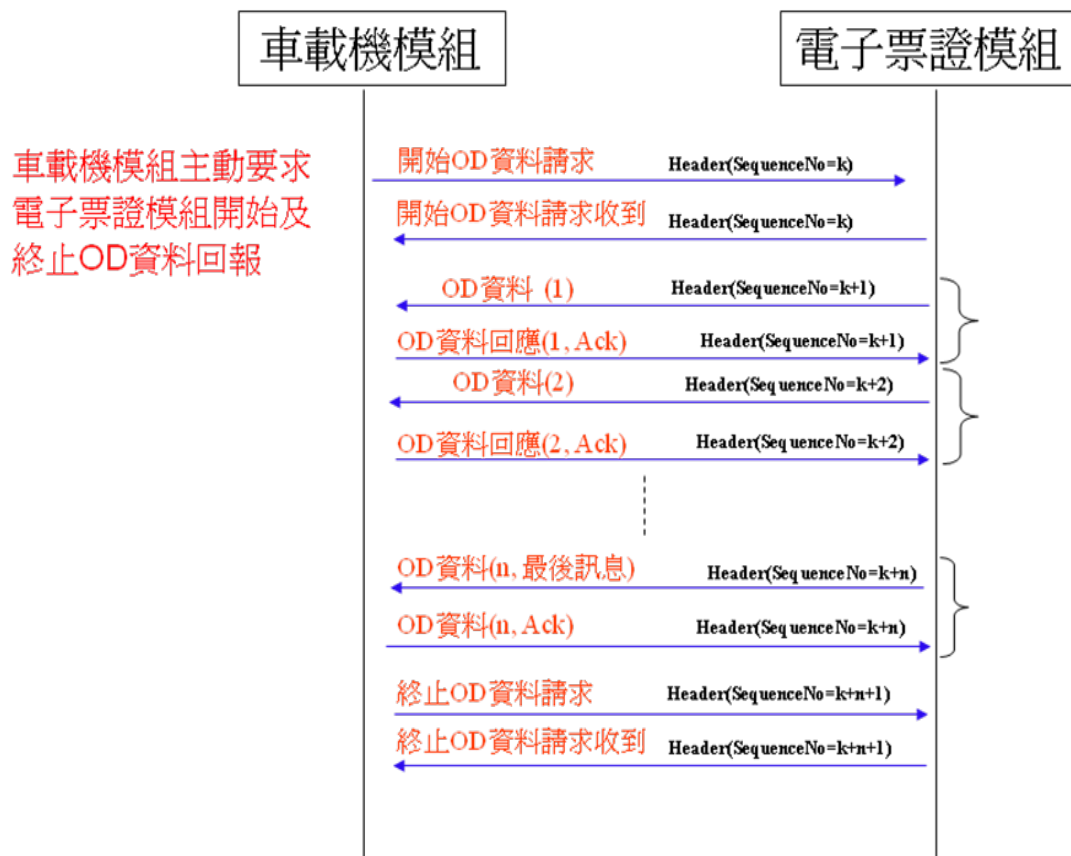 車載機模組
電子票證模組
車載機模組主動要求
電子票證模組開始及
終止OD資料回報
開始OD資料請求 Header(SequenceNo=k)
開始OD資料請求收到 Header(SequenceNo=k)
OD資料 (1) Header(SequenceNo=k+1)
OD資料回應(1, Ack) Header(SequenceNo=k+1)
OD資料(2) Header(SequenceNo=k+2)
OD資料回應(2, Ack) Header(SequenceNo=k+2)
OD資料(n, 最後訊息) Header(SequenceNo=k+n)
OD資料(n, Ack) Header(SequenceNo=k+n)
終止OD資料請求 Header(SequenceNo=k+n+1)
終止OD資料請求收到 Header(SequenceNo=k+n+1)